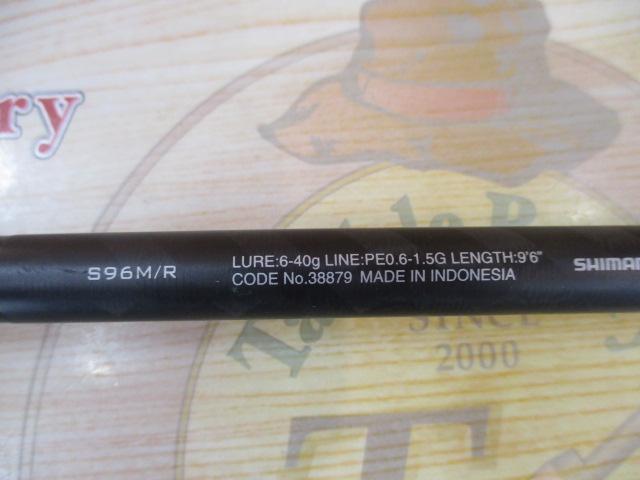 ry
S96M/R
LURE:6-40g LINE:PE0.6-1.5G LENGTH:9'6"
CODE No.38879 MADE IN INDONESIA
SHIMAN
SINCE
2000